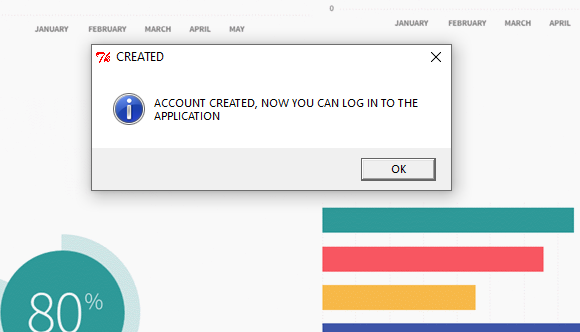 0
JANUARY FEBRUARY MARCH APRIL MAY
JANUARY FEBRUARY MARCH APRIL
CREATED
ACCOUNT CREATED, NOW YOU CAN LOG IN TO THE
APPLICATION
OK
80%